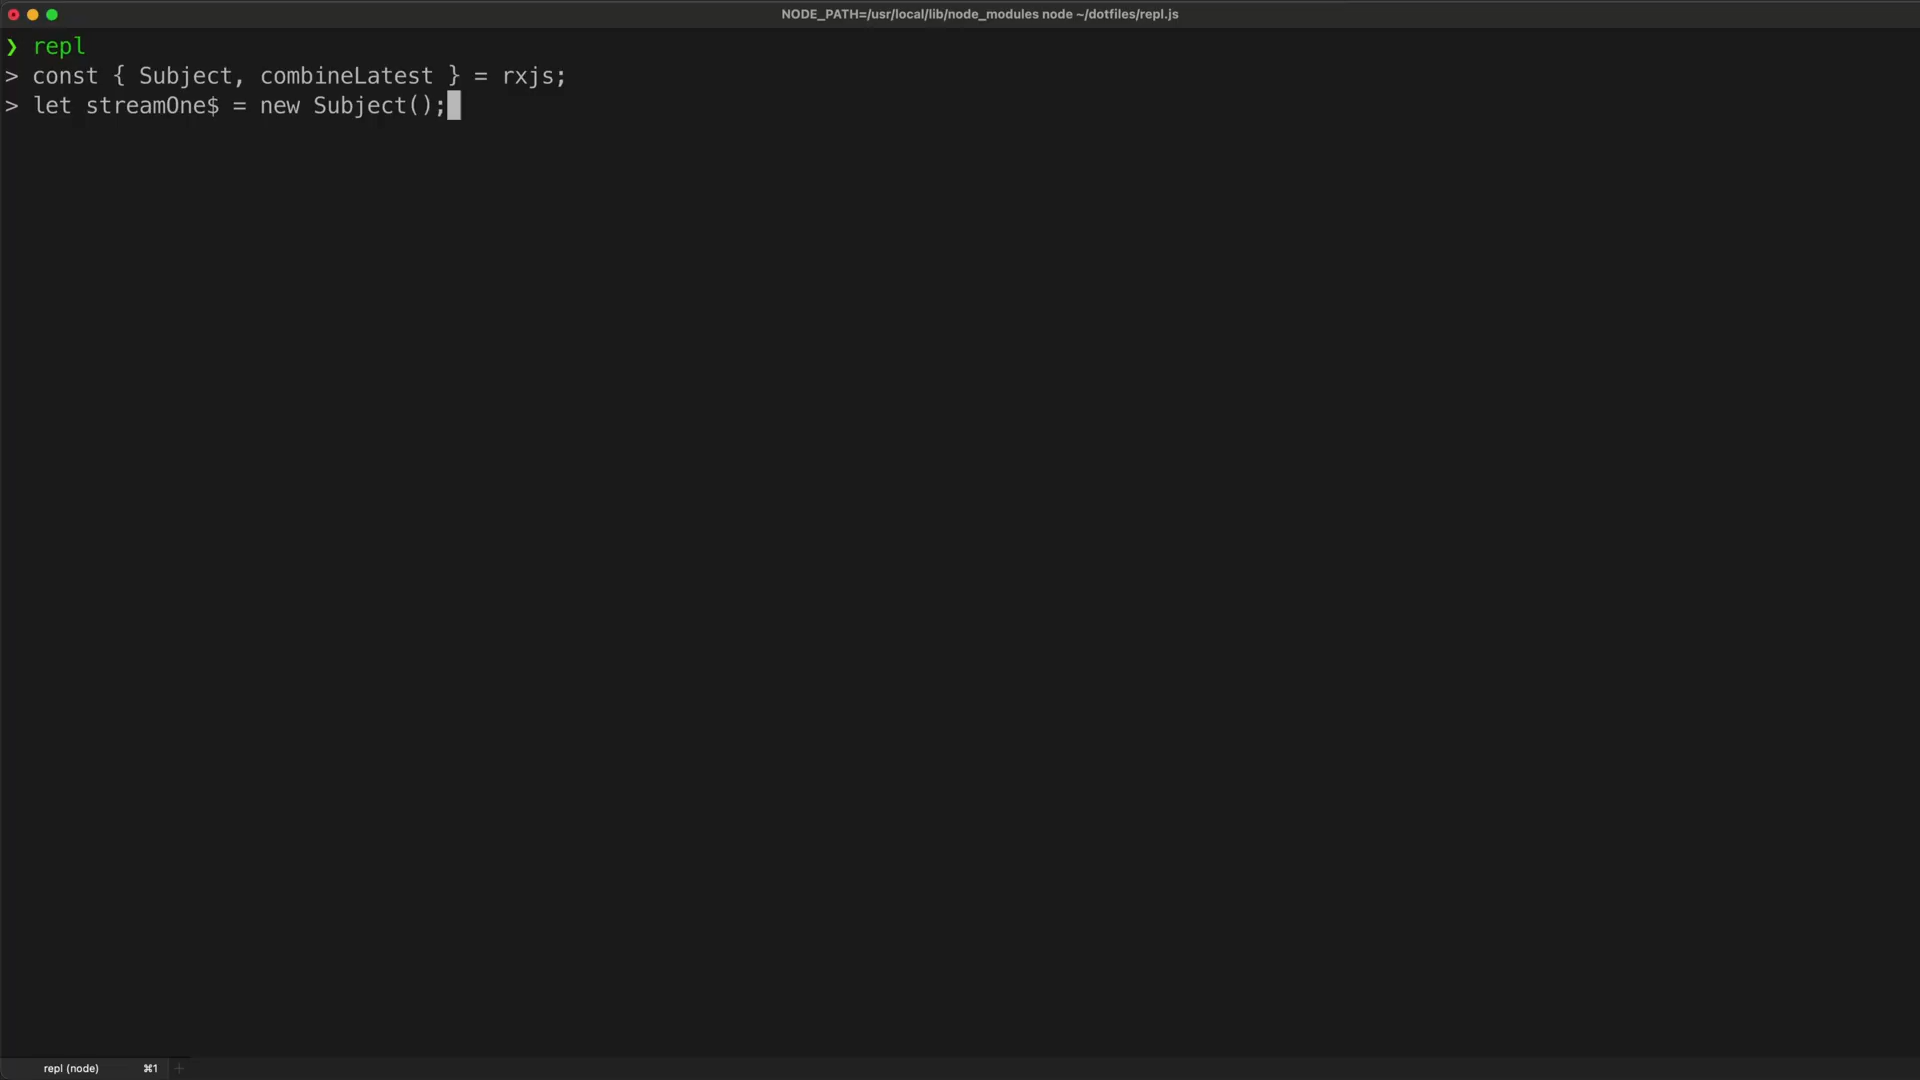 NODE_PATH=/usr/local/lib/node_modules node ~/dotfiles/repl.js
❯ repl
> const { Subject, combineLatest } = rxjs;
> let streamOne$ = new Subject();
repl (node) ⌘1 +